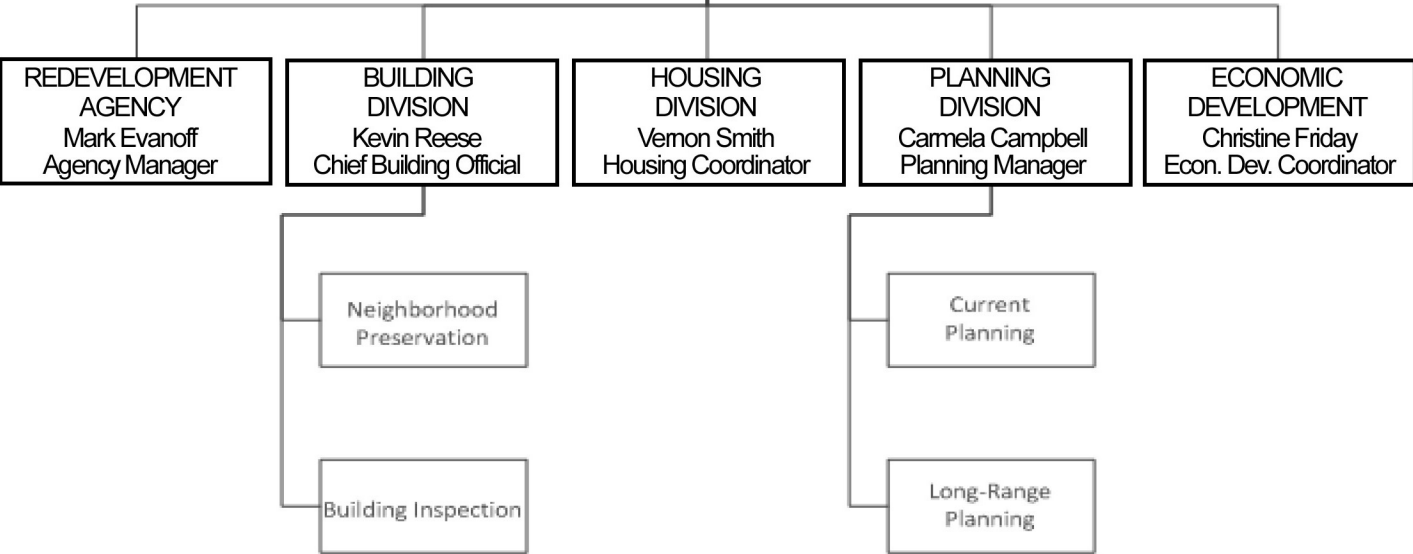 REDEVELOPMENT
AGENCY
Mark Evanoff
Agency Manager
BUILDING
DIVISION
Kevin Reese
Chief Building Official
HOUSING
DIVISION
Vernon Smith
Housing Coordinator
PLANNING
DIVISION
Carmela Campbell
Planning Manager
ECONOMIC
DEVELOPMENT
Christine Friday
Econ. Dev. Coordinator
Neighborhood
Preservation
Building Inspection
Current
Planning
Long-Range
Planning